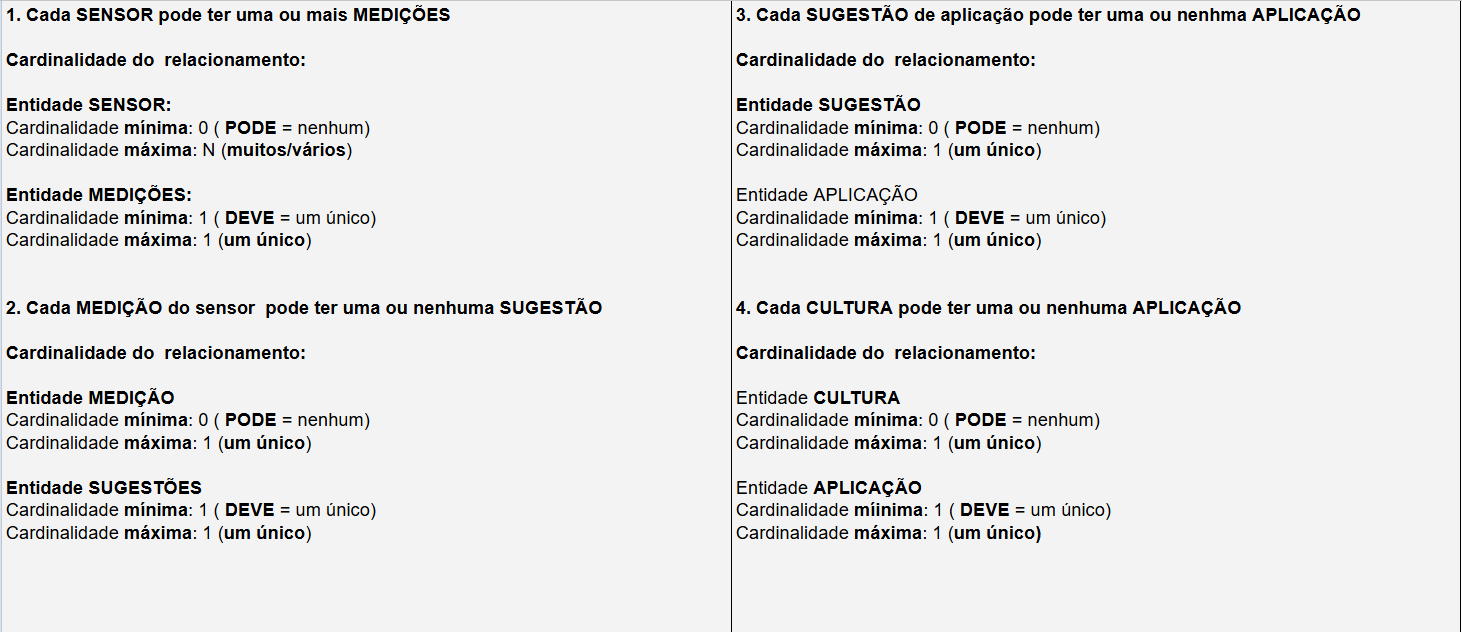 1. Cada SENSOR pode ter uma ou mais MEDIÇÕES
Cardinalidade do  relacionamento:
Entidade SENSOR:
Cardinalidade mínima: 0 ( PODE = nenhum)
Cardinalidade máxima: N (muitos/vários)
Entidade MEDIÇÕES:
Cardinalidade mínima: 1 ( DEVE = um único)
Cardinalidade máxima: 1 (um único)
2. Cada MEDIÇÃO do sensor  pode ter uma ou nenhuma SUGESTÃO
Cardinalidade do  relacionamento:
Entidade MEDIÇÃO
Cardinalidade mínima: 0 ( PODE = nenhum)
Cardinalidade máxima: 1 (um único)
Entidade SUGESTÕES
Cardinalidade mínima: 1 ( DEVE = um único)
Cardinalidade máxima: 1 (um único)
3. Cada SUGESTÃO de aplicação pode ter uma ou nenhma APLICAÇÃO
Cardinalidade do  relacionamento:
Entidade SUGESTÃO
Cardinalidade mínima: 0 ( PODE = nenhum)
Cardinalidade máxima: 1 (um único)
Entidade APLICAÇÃO
Cardinalidade mínima: 1 ( DEVE = um único)
Cardinalidade máxima: 1 (um único)
4. Cada CULTURA pode ter uma ou nenhuma APLICAÇÃO
Cardinalidade do  relacionamento:
Entidade CULTURA
Cardinalidade mínima: 0 ( PODE = nenhum)
Cardinalidade máxima: 1 (um único)
Entidade APLICAÇÃO
Cardinalidade míinima: 1 ( DEVE = um único)
Cardinalidade máxima: 1 (um único)